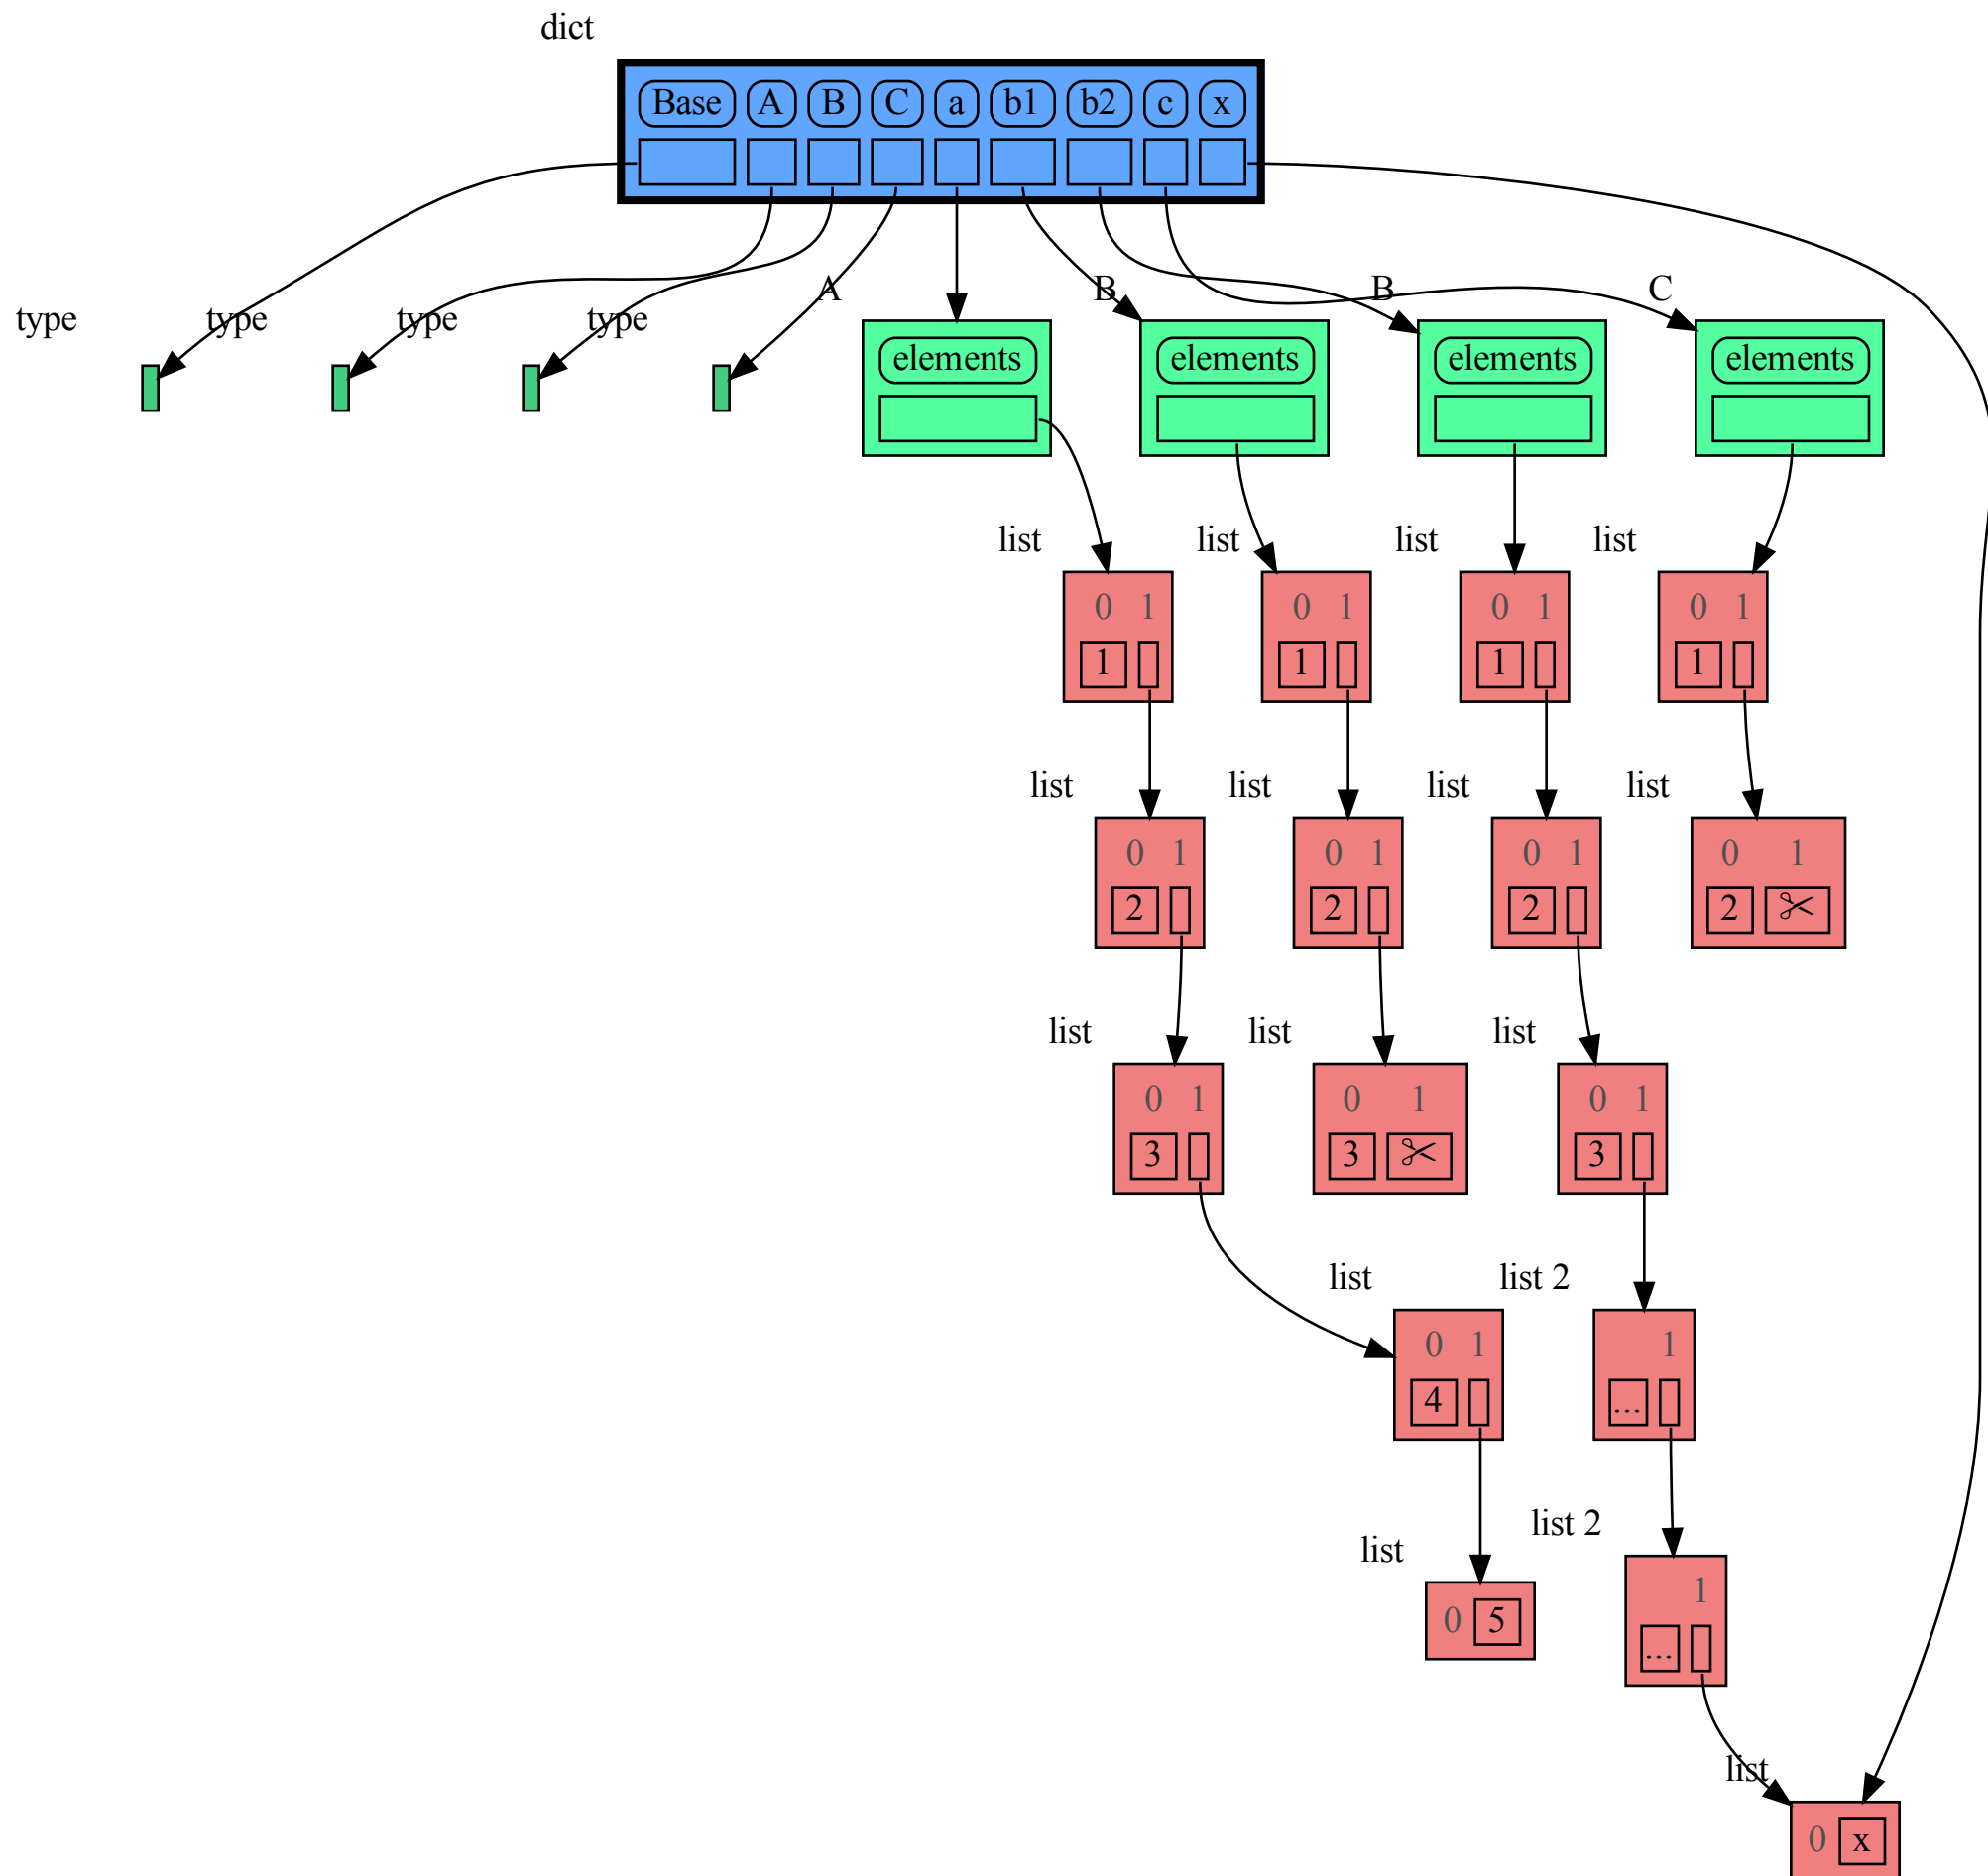 dict
Base A B C a b1 b2 c x
type type type type A B B C
elements elements elements elements
list list list list
0 1 0 1 0 1 0 1
1 1 1 1
list list list list
0 1 0 1 0 1 0 1
2 2 2 2 ✂
list list list
0 1 0 1 0 1
3 3 ✂ 3
list list 2
0 1 1
4 ...
list list 2
1
0 5 ...
list
0 x